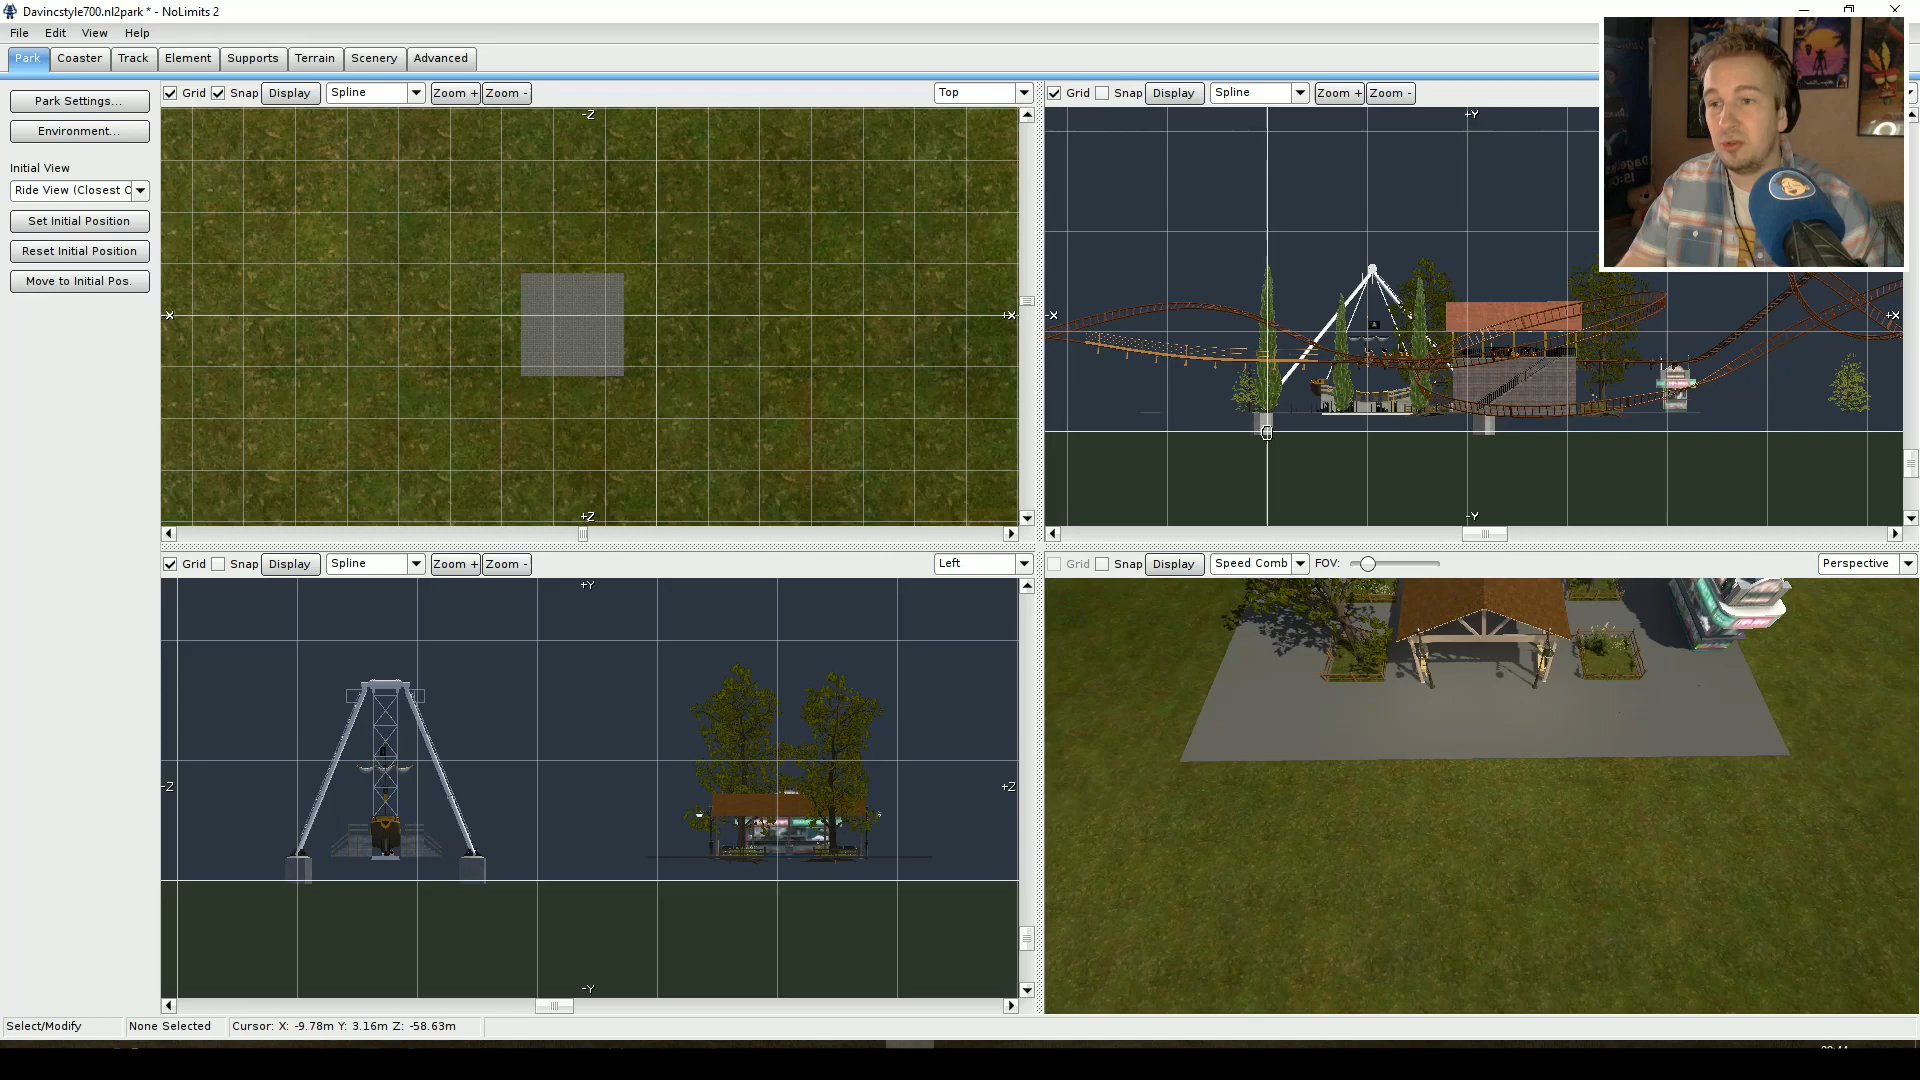 Davincstyle700.nl2park * - NoLimits 2
File Edit View Help
Park Coaster Track Element Supports Terrain Scenery Advanced
Park Settings...
Environment...
Initial View
Ride View (Closest C
Set Initial Position
Reset Initial Position
Move to Initial Pos.
Grid Snap Display Spline Zoom + Zoom - Top
-Z
-X +X
+Z
Grid Snap Display Spline Zoom + Zoom -
+Y
-X +X
-Y
Grid Snap Display Spline Zoom + Zoom - Left
+Y
-Z +Z
-Y
Grid Snap Display Speed Comb FOV: Perspective
Select/Modify None Selected Cursor: X: -9.78m Y: 3.16m Z: -58.63m